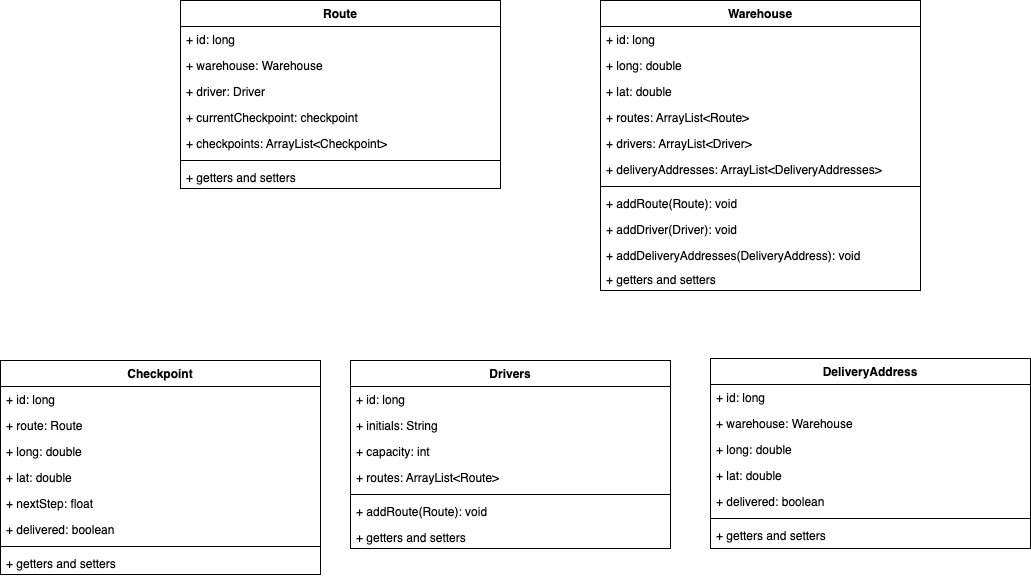 Route
+ id: long
+ warehouse: Warehouse
+ driver: Driver
+ currentCheckpoint: checkpoint
+ checkpoints: ArrayList<Checkpoint>
+ getters and setters
Warehouse
+ id: long
+ long: double
+ lat: double
+ routes: ArrayList<Route>
+ drivers: ArrayList<Driver>
+ deliveryAddresses: ArrayList<DeliveryAddresses>
+ addRoute(Route): void
+ addDriver(Driver): void
+ addDeliveryAddresses(DeliveryAddress): void
+ getters and setters
Checkpoint
+ id: long
+ route: Route
+ long: double
+ lat: double
+ nextStep: float
+ delivered: boolean
+ getters and setters
Drivers
+ id: long
+ initials: String
+ capacity: int
+ routes: ArrayList<Route>
+ addRoute(Route): void
+ getters and setters
DeliveryAddress
+ id: long
+ warehouse: Warehouse
+ long: double
+ lat: double
+ delivered: boolean
+ getters and setters